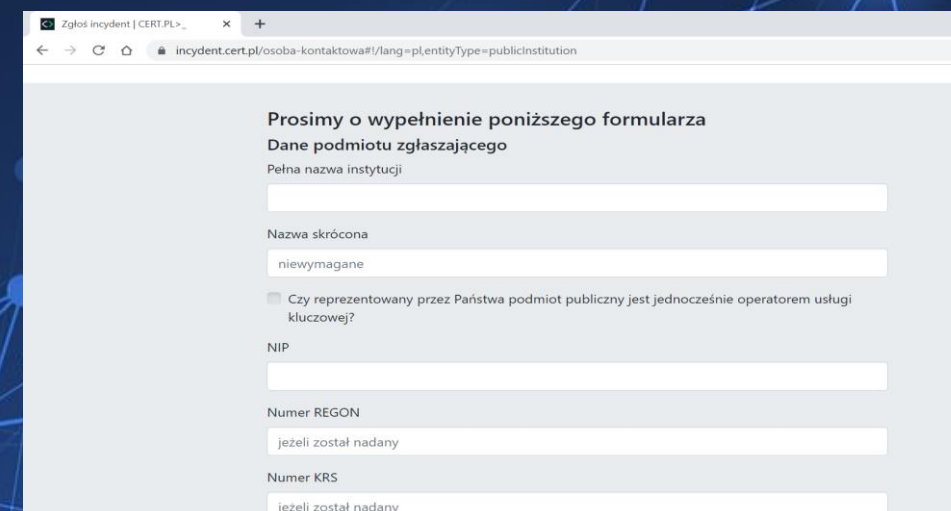 Zgłoś incydent | CERT.PL>_
incydent.cert.pl/osoba-kontaktowa#!/lang=pl,entityType=publicInstitution
Prosimy o wypełnienie poniższego formularza
Dane podmiotu zgłaszającego
Pełna nazwa instytucji
Nazwa skrócona
niewymagane
Czy reprezentowany przez Państwa podmiot publiczny jest jednocześnie operatorem usługi
kluczowej?
NIP
Numer REGON
jeżeli został nadany
Numer KRS
jeżeli został nadany